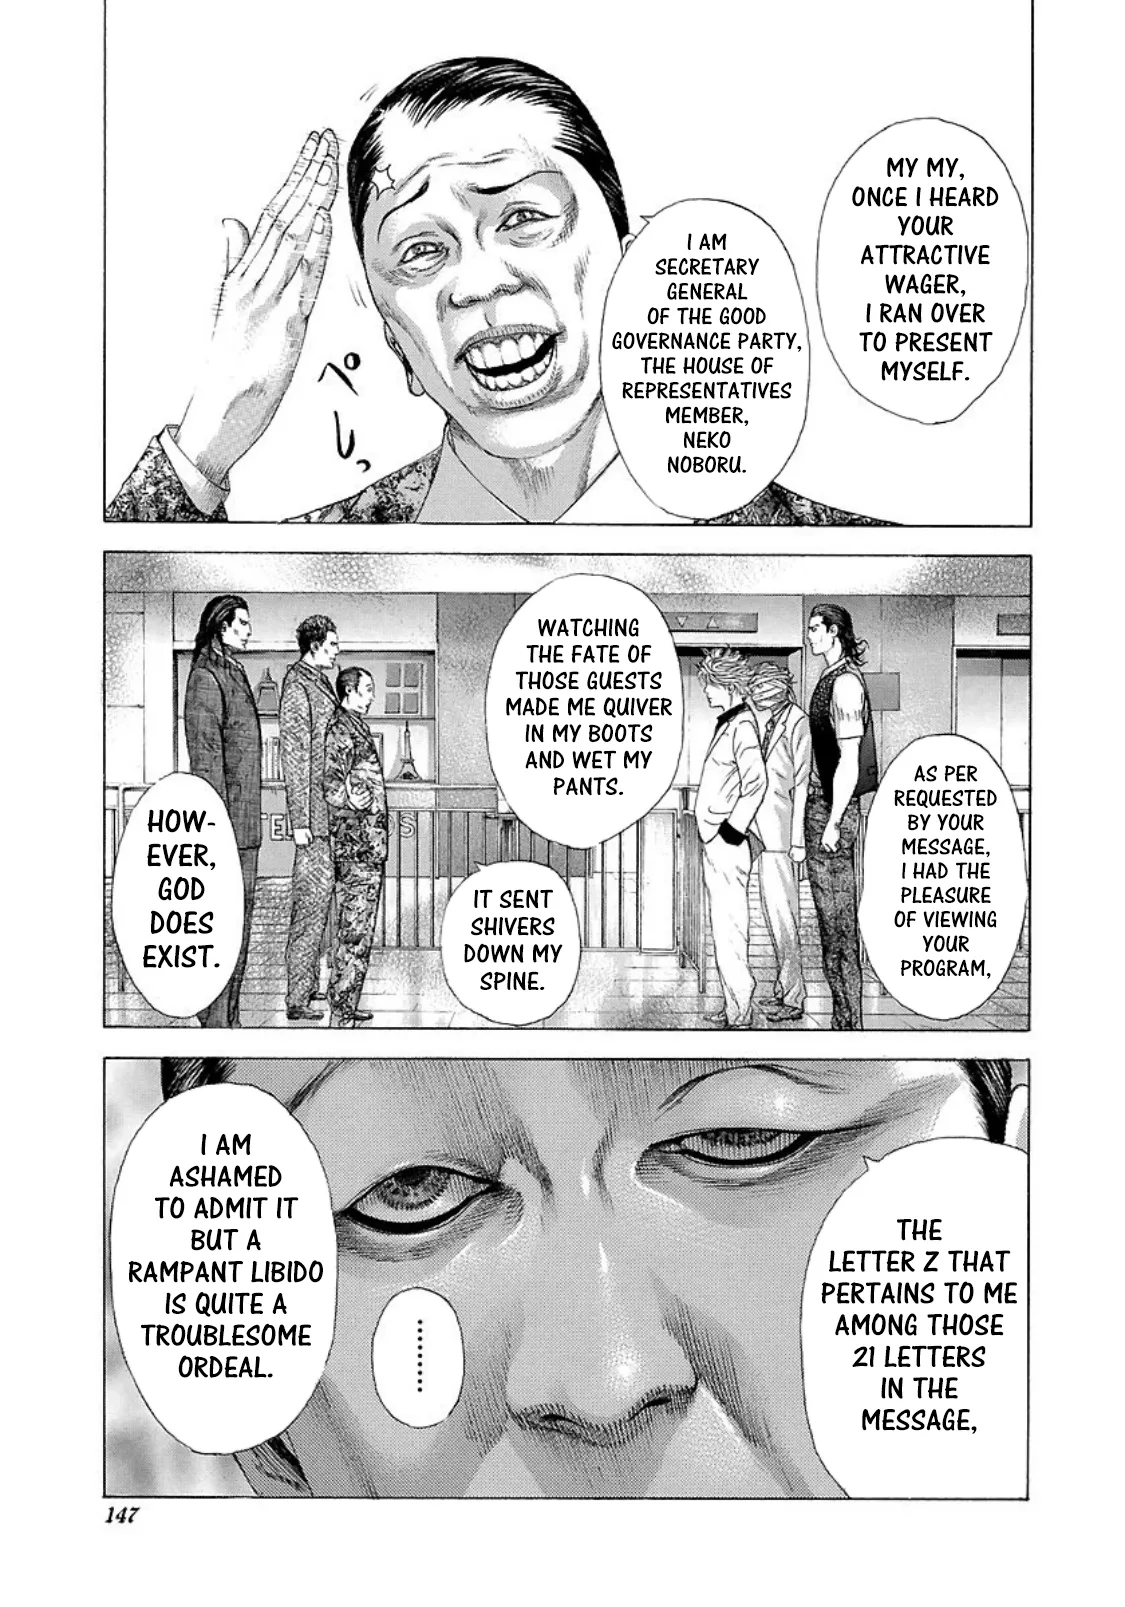 MY MY,
ONCE I HEARD
YOUR
ATTRACTIVE
WAGER,
I RAN OVER
TO PRESENT
MYSELF.
I AM
SECRETARY
GENERAL
OF THE GOOD
GOVERNANCE PARTY,
THE HOUSE OF
REPRESENTATIVES
MEMBER,
NEKO
NOBORU.
ペしっ
AS PER
REQUESTED
BY YOUR
MESSAGE,
I HAD THE
PLEASURE
OF VIEWING
YOUR
PROGRAM,
WATCHING
THE FATE OF
THOSE GUESTS
MADE ME QUIVER
IN MY BOOTS
AND WET MY
PANTS.
IT SENT
SHIVERS
DOWN MY
SPINE.
HOW-
EVER,
GOD
DOES
EXIST.
THE
LETTER Z THAT
PERTAINS TO ME
AMONG THOSE
21 LETTERS
IN THE
MESSAGE,
I AM
ASHAMED
TO ADMIT IT
BUT A
RAMPANT LIBIDO
IS QUITE A
TROUBLESOME
ORDEAL.
.........
147